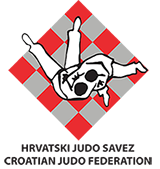 HRVATSKI JUDO SAVEZ
CROATIAN JUDO FEDERATION